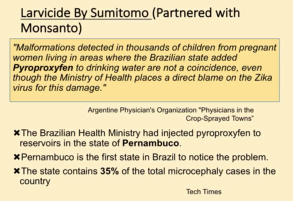 Larvicide By Sumitomo (Partnered with
Monsanto)
"Malformations detected in thousands of children from pregnant
women living in areas where the Brazilian state added
Pyroproxyfen to drinking water are not a coincidence, even
though the Ministry of Health places a direct blame on the Zika
virus for this damage."
Argentine Physician's Organization "Physicians in the
Crop-Sprayed Towns"
✖The Brazilian Health Ministry had injected pyroproxyfen to
reservoirs in the state of Pernambuco.
✖Pernambuco is the first state in Brazil to notice the problem.
✖The state contains 35% of the total microcephaly cases in the
country
Tech Times